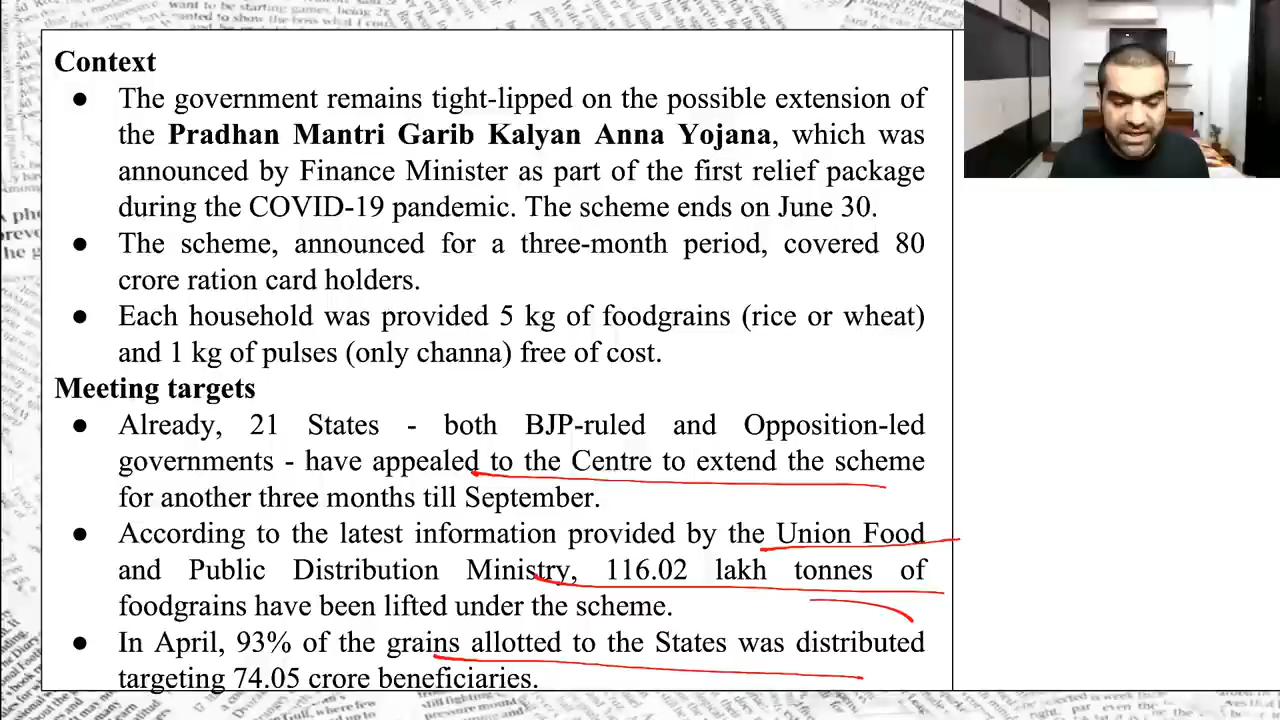 Context
● The government remains tight-lipped on the possible extension of
the Pradhan Mantri Garib Kalyan Anna Yojana, which was
announced by Finance Minister as part of the first relief package
during the COVID-19 pandemic. The scheme ends on June 30.
● The scheme, announced for a three-month period, covered 80
crore ration card holders.
● Each household was provided 5 kg of foodgrains (rice or wheat)
and 1 kg of pulses (only channa) free of cost.
Meeting targets
● Already, 21 States - both BJP-ruled and Opposition-led
governments - have appealed to the Centre to extend the scheme
for another three months till September.
● According to the latest information provided by the Union Food
and Public Distribution Ministry, 116.02 lakh tonnes of
foodgrains have been lifted under the scheme.
● In April, 93% of the grains allotted to the States was distributed
targeting 74.05 crore beneficiaries.